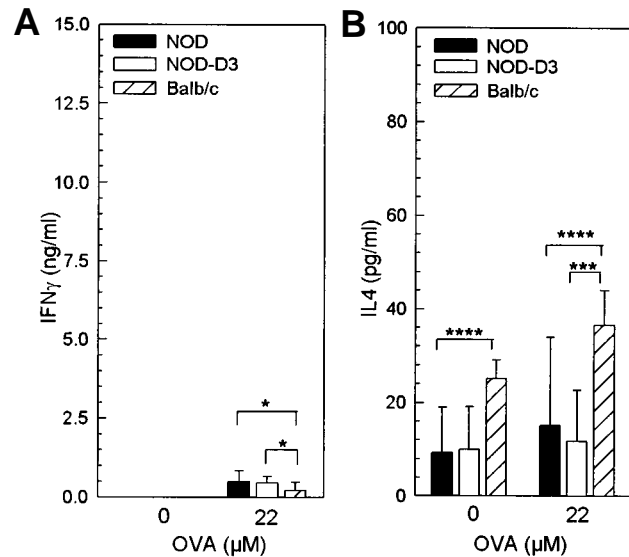 A
15.0
12.5
10.0
7.5
5.0
2.5
0.0
IFNγ (ng/ml)
NOD
NOD-D3
Balb/c
*
*
0 22
OVA (µM)
B
100
80
60
40
20
0
IL4 (pg/ml)
NOD
NOD-D3
Balb/c
****
****
***
0 22
OVA (µM)